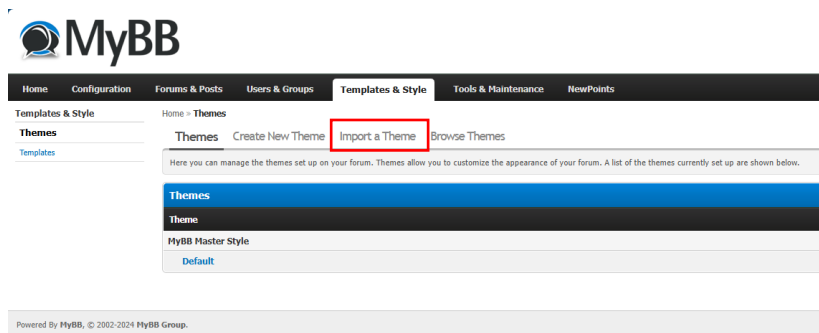 MyBB
Home Configuration Forums & Posts Users & Groups Templates & Style Tools & Maintenance NewPoints
Templates & Style
Themes
Templates
Home » Themes
Themes Create New Theme Import a Theme Browse Themes
Here you can manage the themes set up on your forum. Themes allow you to customize the appearance of your forum. A list of the themes currently set up are shown below.
Themes
Theme
MyBB Master Style
Default
Powered By MyBB, © 2002-2024 MyBB Group.